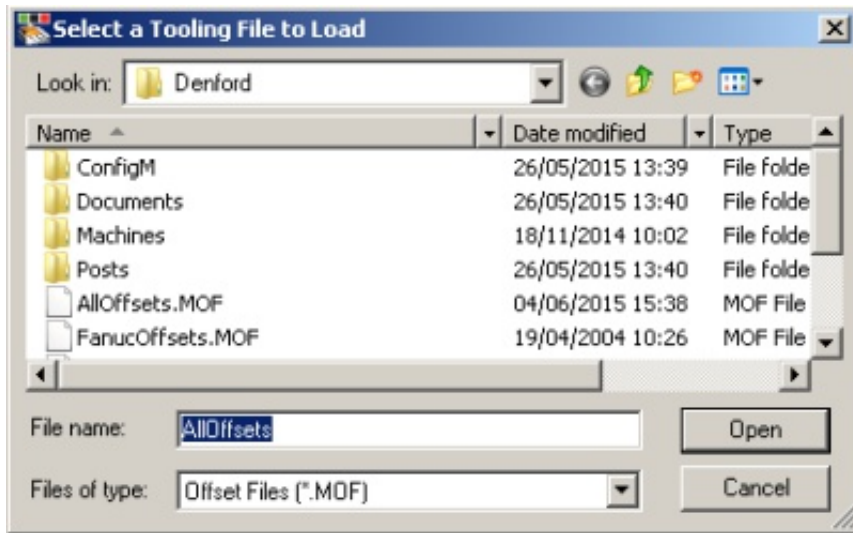 Select a Tooling File to Load
Look in: Denford
Name Date modified Type
ConfigM 26/05/2015 13:39 File folde
Documents 26/05/2015 13:40 File folde
Machines 18/11/2014 10:02 File folde
Posts 26/05/2015 13:40 File folde
AllOffsets.MOF 04/06/2015 15:38 MOF File
FanucOffsets.MOF 19/04/2004 10:26 MOF File
File name: AllOffsets Open
Files of type: Offset Files (*.MOF) Cancel